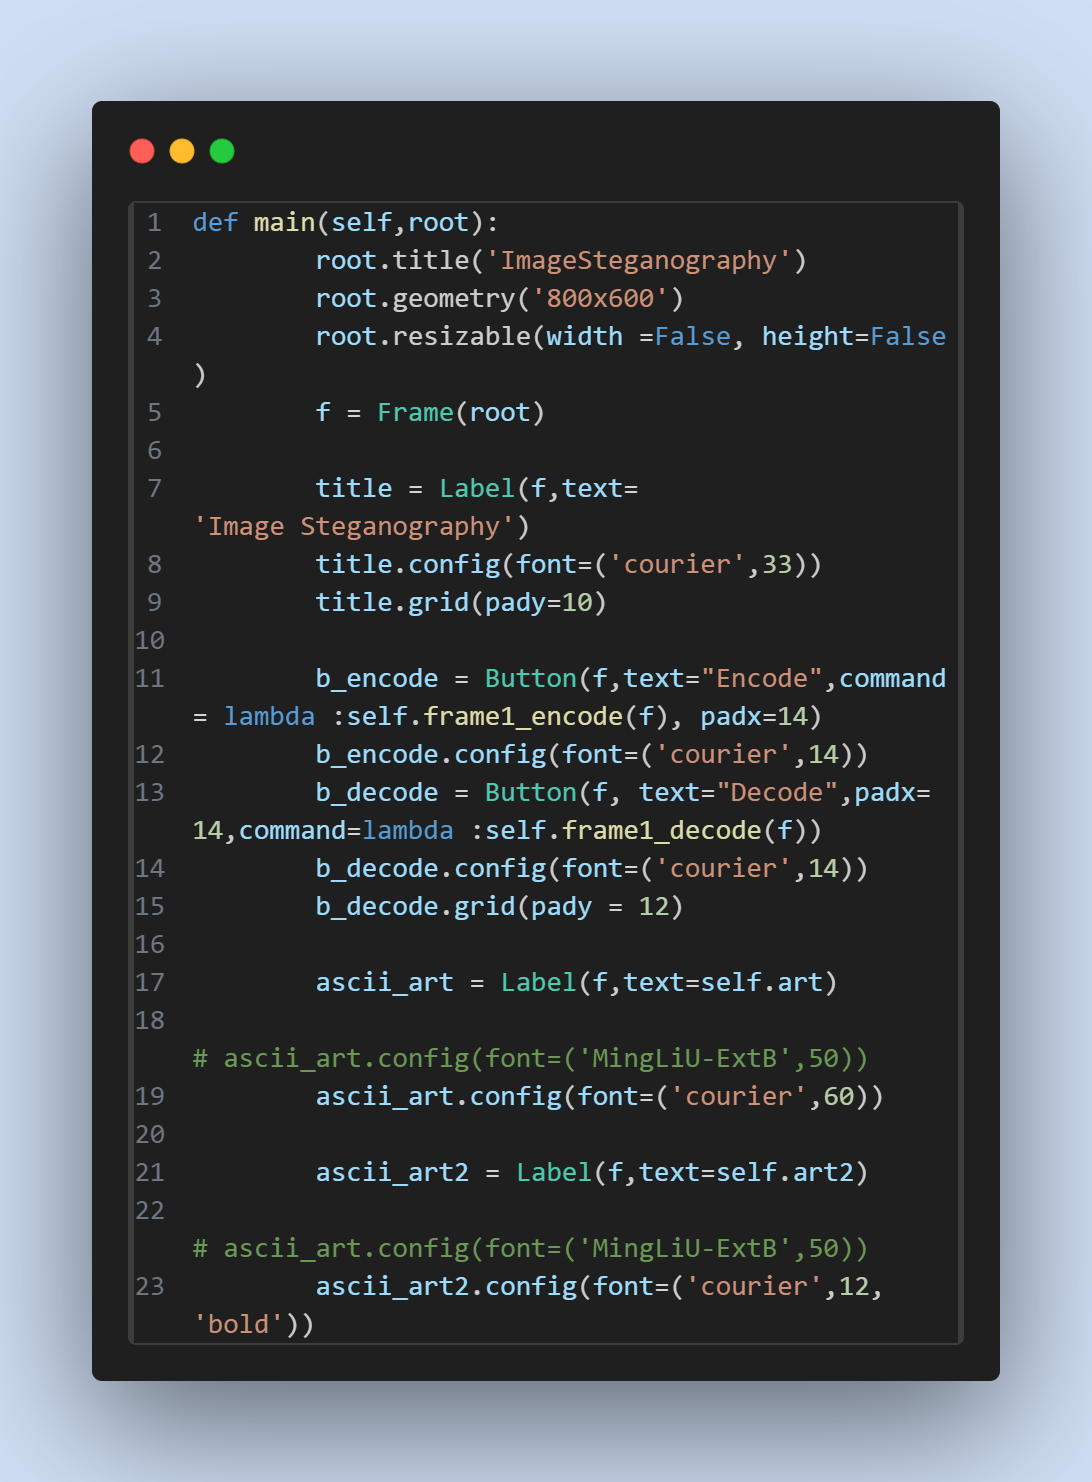 1 def main(self,root):
2         root.title('ImageSteganography')
3         root.geometry('800x600')
4         root.resizable(width =False, height=False
)
5         f = Frame(root)
6
7         title = Label(f,text=
'Image Steganography')
8         title.config(font=('courier',33))
9         title.grid(pady=10)
10
11         b_encode = Button(f,text="Encode",command
= lambda :self.frame1_encode(f), padx=14)
12         b_encode.config(font=('courier',14))
13         b_decode = Button(f, text="Decode",padx=
14,command=lambda :self.frame1_decode(f))
14         b_decode.config(font=('courier',14))
15         b_decode.grid(pady = 12)
16
17         ascii_art = Label(f,text=self.art)
18
# ascii_art.config(font=('MingLiU-ExtB',50))
19         ascii_art.config(font=('courier',60))
20
21         ascii_art2 = Label(f,text=self.art2)
22
# ascii_art.config(font=('MingLiU-ExtB',50))
23         ascii_art2.config(font=('courier',12,
'bold'))